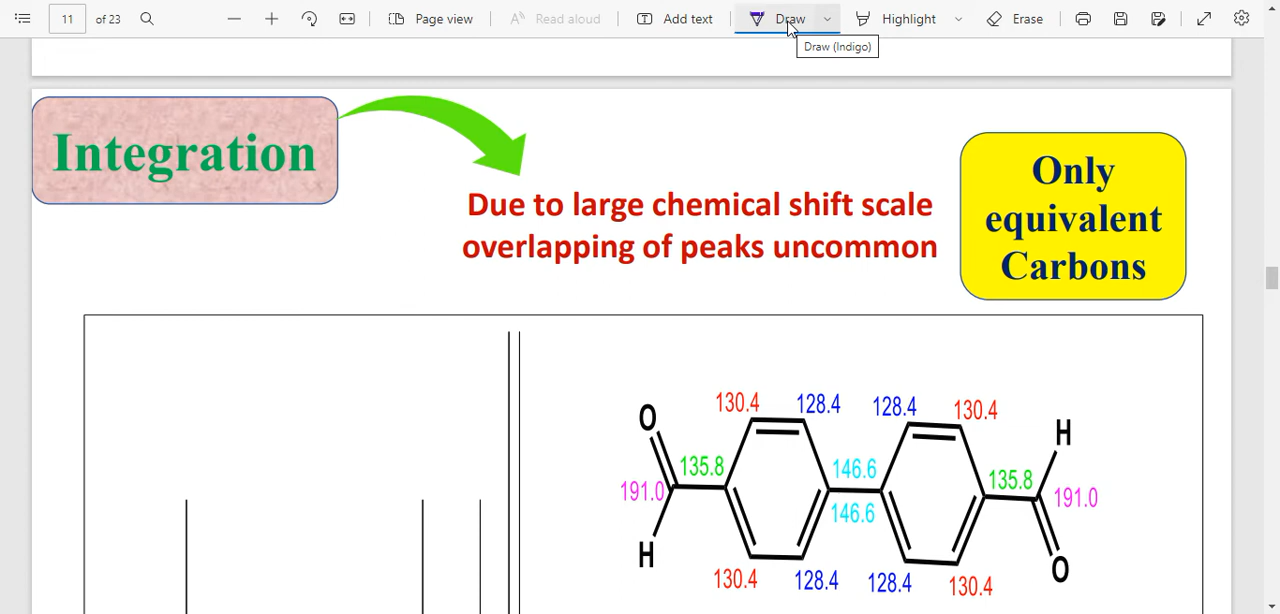 11 of 23 Page view Read aloud Add text Draw Highlight Erase
Draw (Indigo)
Integration
Due to large chemical shift scale
overlapping of peaks uncommon
Only
equivalent
Carbons
130.4 128.4 128.4 130.4
O H
135.8 146.6 135.8
191.0 191.0
146.6
H O
130.4 128.4 128.4 130.4